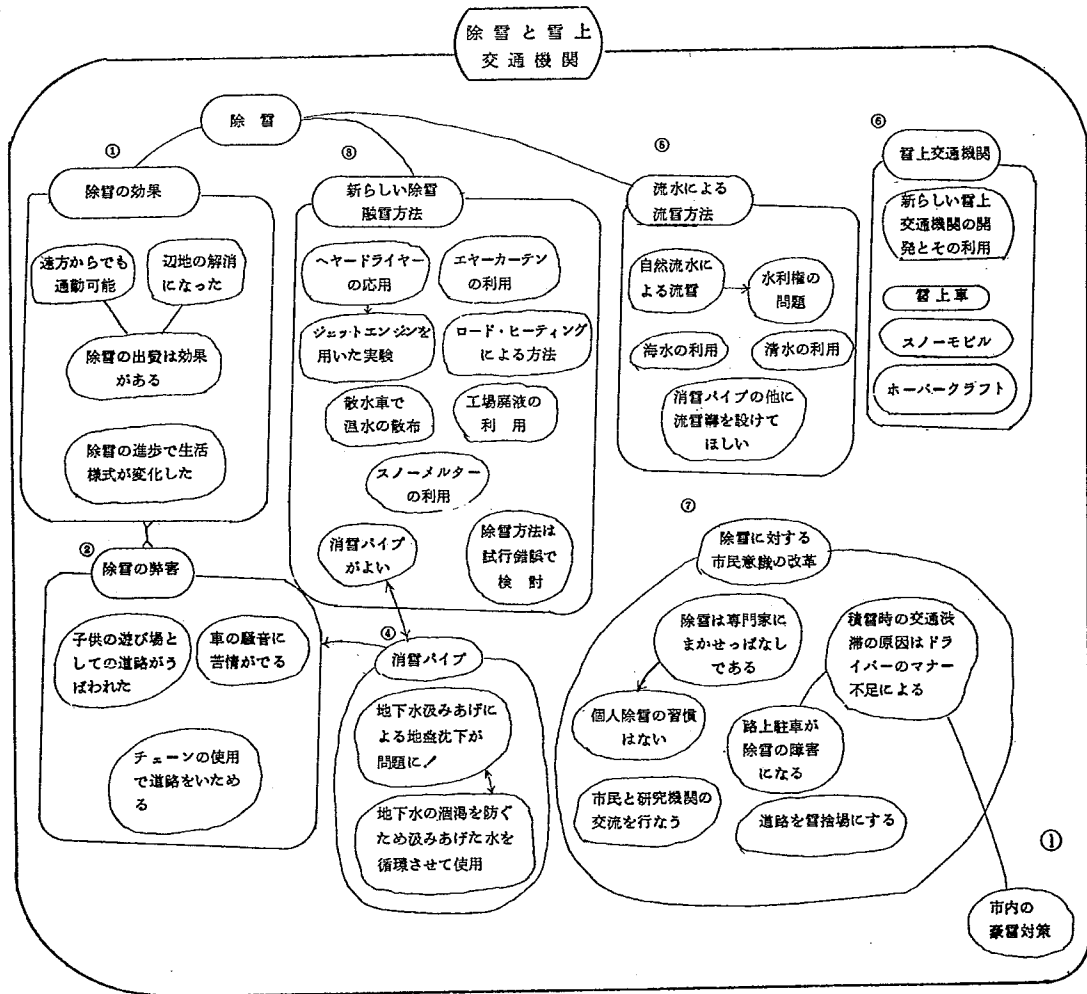 除雪と雪上
交通機関
除雪
①
除雪の効果
遠方からでも
通勤可能
辺地の解消
になった
除雪の出費は効果
がある
除雪の進歩で生活
様式が変化した
②
除雪の弊害
子供の遊び場と
しての道路がう
ばわれた
車の騒音に
苦情がでる
チェーンの使用
で道路をいため
る
③
新らしい除雪
融雪方法
ヘヤードライヤー
の応用
エヤーカーテン
の利用
ジェットエンジンを
用いた実験
ロード・ヒーティング
による方法
散水車で
温水の散布
工場廃液の
利用
スノーメルター
の利用
消雪パイプ
がよい
除雪方法は
試行錯誤で
検討
④
消雪パイプ
地下水汲みあげに
よる地盤沈下が
問題に！
地下水の涸渇を防ぐ
ため汲みあげた水を
循環させて使用
⑤
流水による
流雪方法
自然流水に
よる流雪
水利権の
問題
海水の利用
清水の利用
消雪パイプの他に
流雪溝を設けて
ほしい
⑥
雪上交通機関
新らしい雪上
交通機関の開
発とその利用
雪上車
スノーモビル
ホーバークラフト
⑦
除雪に対する
市民意識の改革
除雪は専門家に
まかせっぱなし
である
積雪時の交通渋
滞の原因はドラ
イバーのマナー
不足による
個人除雪の習慣
はない
路上駐車が
除雪の障害
になる
市民と研究機関の
交流を行なう
道路を雪捨場にする
①
市内の
豪雪対策